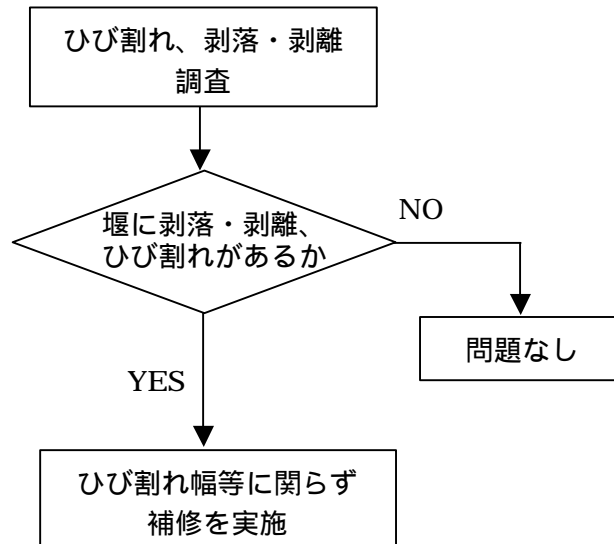 ひび割れ、剥落・剥離
調査
堰に剥落・剥離、
ひび割れがあるか
NO
問題なし
YES
ひび割れ幅等に関らず
補修を実施